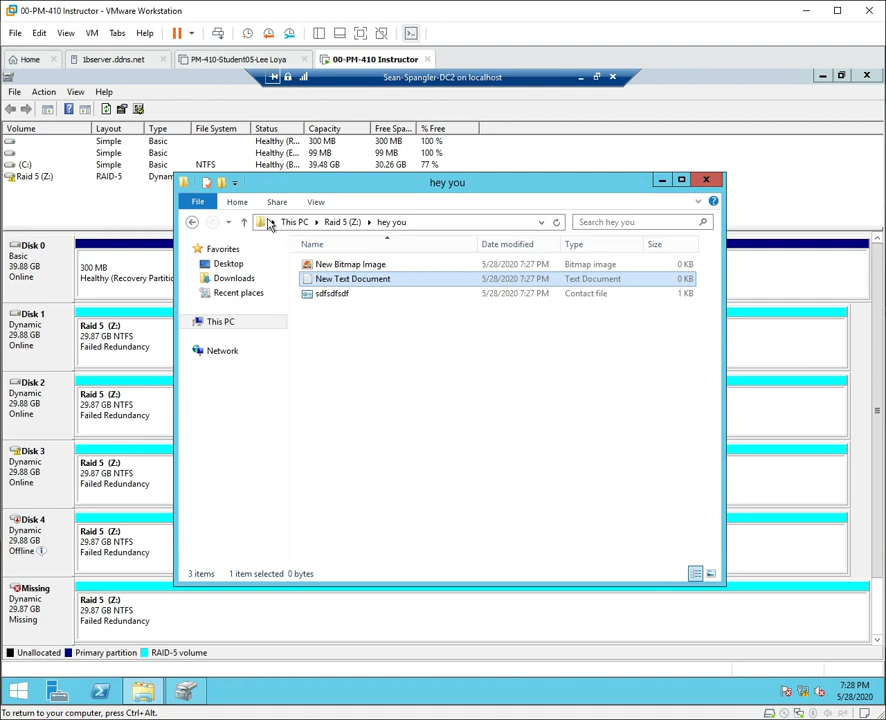 00-PM-410 Instructor - VMware Workstation
File Edit View VM Tabs Help
Home 1bserver.ddns.net PM-410-Student05-Lee Loya 00-PM-410 Instructor
Sean-Spangler-DC2 on localhost
File Action View Help
Volume Layout Type File System Status Capacity Free Spa... % Free
Simple Basic Healthy (R... 300 MB 300 MB 100 %
Simple Basic Healthy (E... 99 MB 99 MB 100 %
(C:) Simple Basic NTFS Healthy (B... 39.48 GB 30.26 GB 77 %
Raid 5 (Z:) RAID-5 Dynam
hey you
File Home Share View
This PC Raid 5 (Z:) hey you Search hey you
Favorites
Desktop
Downloads
Recent places
This PC
Network
Name Date modified Type Size
New Bitmap Image 5/28/2020 7:27 PM Bitmap image 0 KB
New Text Document 5/28/2020 7:27 PM Text Document 0 KB
sdfsdfsdf 5/28/2020 7:27 PM Contact file 1 KB
3 items 1 item selected 0 bytes
Disk 0
Basic
39.88 GB
Online
300 MB
Healthy (Recovery Partitio
Disk 1
Dynamic
29.88 GB
Online
Raid 5 (Z:)
29.87 GB NTFS
Failed Redundancy
Disk 2
Dynamic
29.88 GB
Online
Raid 5 (Z:)
29.87 GB NTFS
Failed Redundancy
Disk 3
Dynamic
29.88 GB
Online
Raid 5 (Z:)
29.87 GB NTFS
Failed Redundancy
Disk 4
Dynamic
29.88 GB
Offline
Raid 5 (Z:)
29.87 GB NTFS
Failed Redundancy
Missing
Dynamic
29.87 GB
Missing
Raid 5 (Z:)
29.87 GB NTFS
Failed Redundancy
Unallocated Primary partition RAID-5 volume
7:28 PM
5/28/2020
To return to your computer, press Ctrl+Alt.